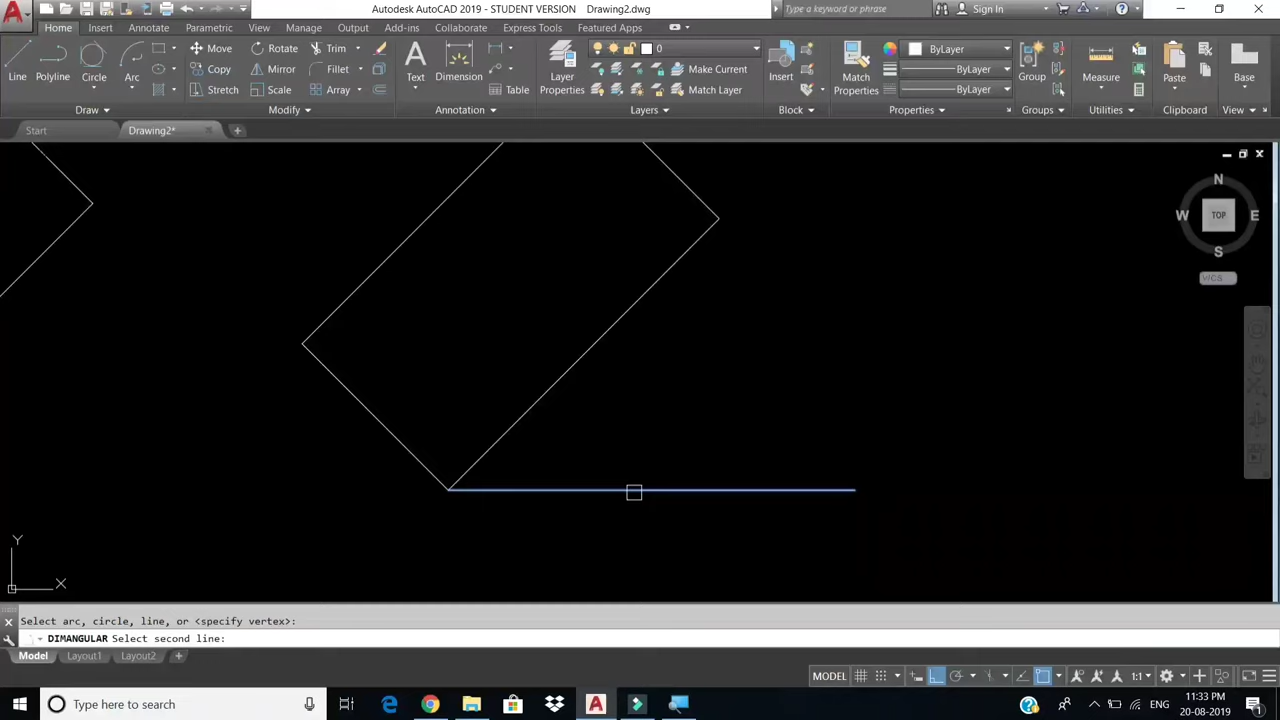 Autodesk AutoCAD 2019 - STUDENT VERSION Drawing2.dwg
Type here a keyword or phrase
Sign In
Home Insert Annotate Parametric View Manage Output Add-ins Collaborate Express Tools Featured Apps
Line Polyline Circle Arc
Move Rotate Trim
Copy Mirror Fillet
Stretch Scale Array
Text Dimension Table
Layer Properties
0
Make Current
Match Layer
Insert
Match Properties
ByLayer
ByLayer
ByLayer
Group Measure Paste Base
Draw Modify Annotation Layers Block Properties Groups Utilities Clipboard View
Start Drawing2*
N
W TOP E
S
WCS
Y
X
Select arc, circle, line, or <specify vertex>:
DIMANGULAR Select second line:
Model Layout1 Layout2
MODEL 1:1
Type here to search
ENG
11:33 PM
20-08-2019
1